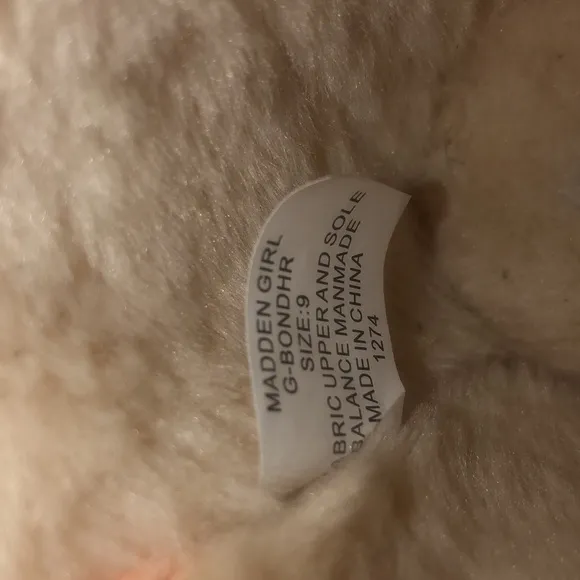 MADDEN GIRL
G-BONDHR
SIZE:9
BRIC UPPER AND SOLE
BALANCE MANMADE
MADE IN CHINA
1274